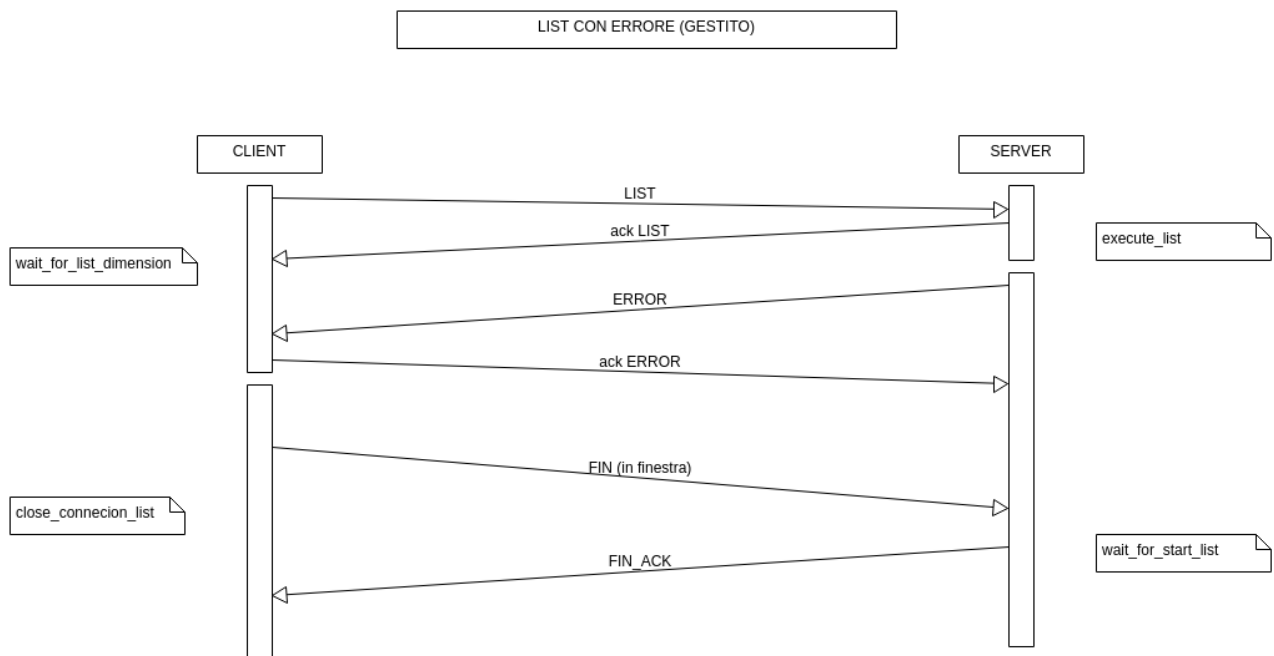 LIST CON ERRORE (GESTITO)
CLIENT
SERVER
LIST
ack LIST
execute_list
wait_for_list_dimension
ERROR
ack ERROR
FIN (in finestra)
close_connecion_list
wait_for_start_list
FIN_ACK